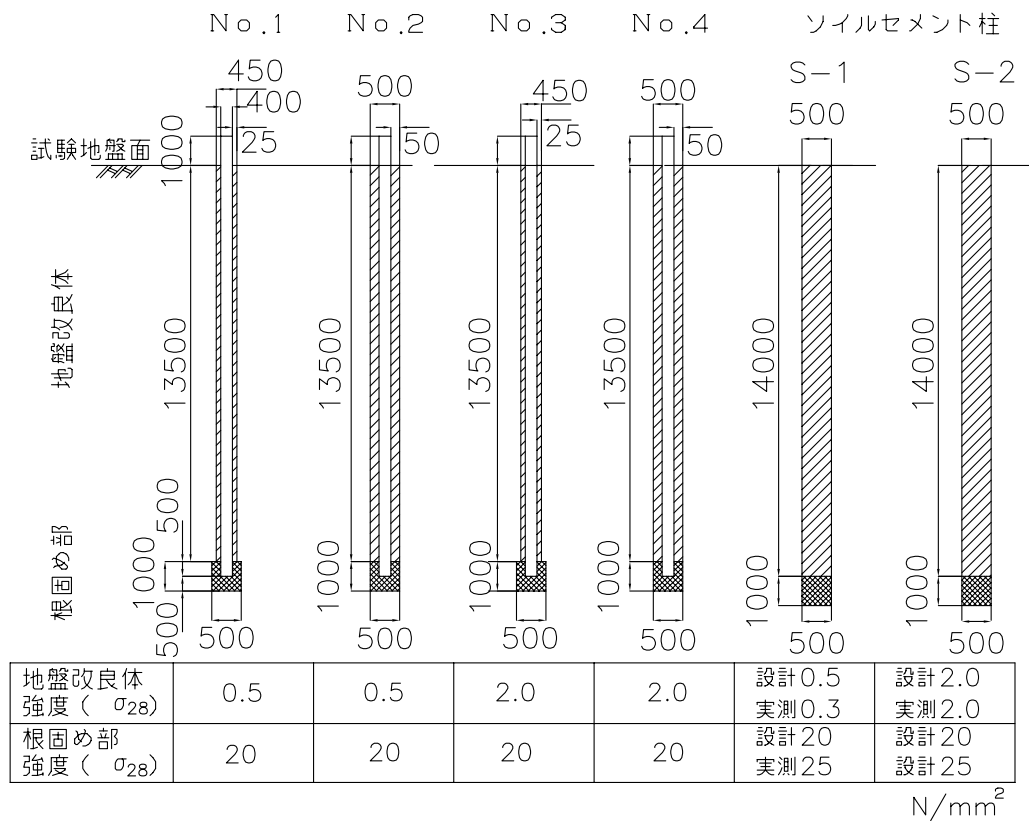 No.1 No.2 No.3 No.4 ソイルセメント柱
S-1 S-2
450 500 450 500 500 500
400
25 50 25 50
試験地盤面
1000
地盤改良体
13500 13500 13500 13500 14000 14000
根固め部
500
1000 1000 1000 1000 1000 1000
500
500 500 500 500 500 500
地盤改良体 強度( σ28) 0.5 0.5 2.0 2.0 設計0.5 実測0.3 設計2.0 実測2.0
根固め部 強度( σ28) 20 20 20 20 設計20 実測25 設計20 設計25
N/mm²